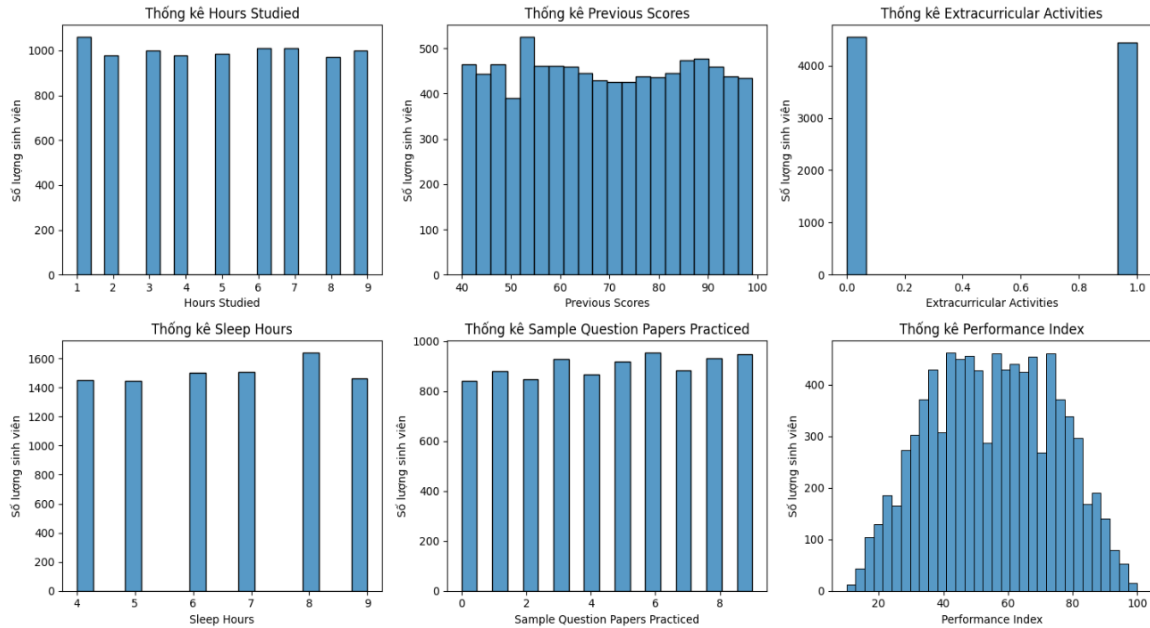 Thống kê Hours Studied
Số lượng sinh viên
1000
800
600
400
200
0
1 2 3 4 5 6 7 8 9
Hours Studied
Thống kê Previous Scores
Số lượng sinh viên
500
400
300
200
100
0
40 50 60 70 80 90 100
Previous Scores
Thống kê Extracurricular Activities
Số lượng sinh viên
4000
3000
2000
1000
0
0.0 0.2 0.4 0.6 0.8 1.0
Extracurricular Activities
Thống kê Sleep Hours
Số lượng sinh viên
1600
1400
1200
1000
800
600
400
200
0
4 5 6 7 8 9
Sleep Hours
Thống kê Sample Question Papers Practiced
Số lượng sinh viên
1000
800
600
400
200
0
0 2 4 6 8
Sample Question Papers Practiced
Thống kê Performance Index
Số lượng sinh viên
400
300
200
100
0
20 40 60 80 100
Performance Index